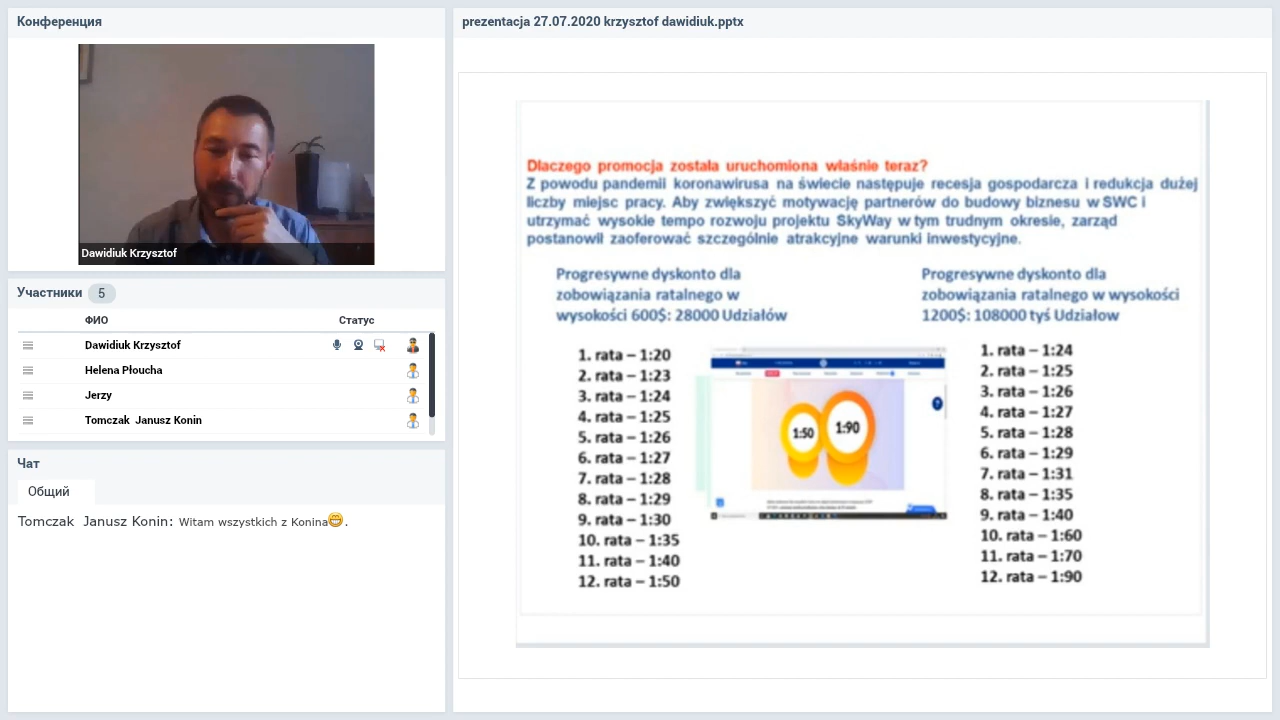 Конференция
Dawidiuk Krzysztof
Участники 5
ФИО Статус
Dawidiuk Krzysztof
Helena Płoucha
Jerzy
Tomczak Janusz Konin
Чат
Общий
Tomczak Janusz Konin: Witam wszystkich z Konina😁.
prezentacja 27.07.2020 krzysztof dawidiuk.pptx
Dlaczego promocja została uruchomiona właśnie teraz?
Z powodu pandemii koronawirusa na świecie następuje recesja gospodarcza i redukcja dużej
liczby miejsc pracy. Aby zwiększyć motywację partnerów do budowy biznesu w SWC i
utrzymać wysokie tempo rozwoju projektu SkyWay w tym trudnym okresie, zarząd
postanowił zaoferować szczególnie atrakcyjne warunki inwestycyjne.
Progresywne dyskonto dla
zobowiązania ratalnego w
wysokości 600$: 28000 Udziałów
1. rata – 1:20
2. rata – 1:23
3. rata – 1:24
4. rata – 1:25
5. rata – 1:26
6. rata – 1:27
7. rata – 1:28
8. rata – 1:29
9. rata – 1:30
10. rata – 1:35
11. rata – 1:40
12. rata – 1:50
1:50 1:90
Progresywne dyskonto dla
zobowiązania ratalnego w wysokości
1200$: 108000 tyś Udziałow
1. rata – 1:24
2. rata – 1:25
3. rata – 1:26
4. rata – 1:27
5. rata – 1:28
6. rata – 1:29
7. rata – 1:31
8. rata – 1:35
9. rata – 1:40
10. rata – 1:60
11. rata – 1:70
12. rata – 1:90